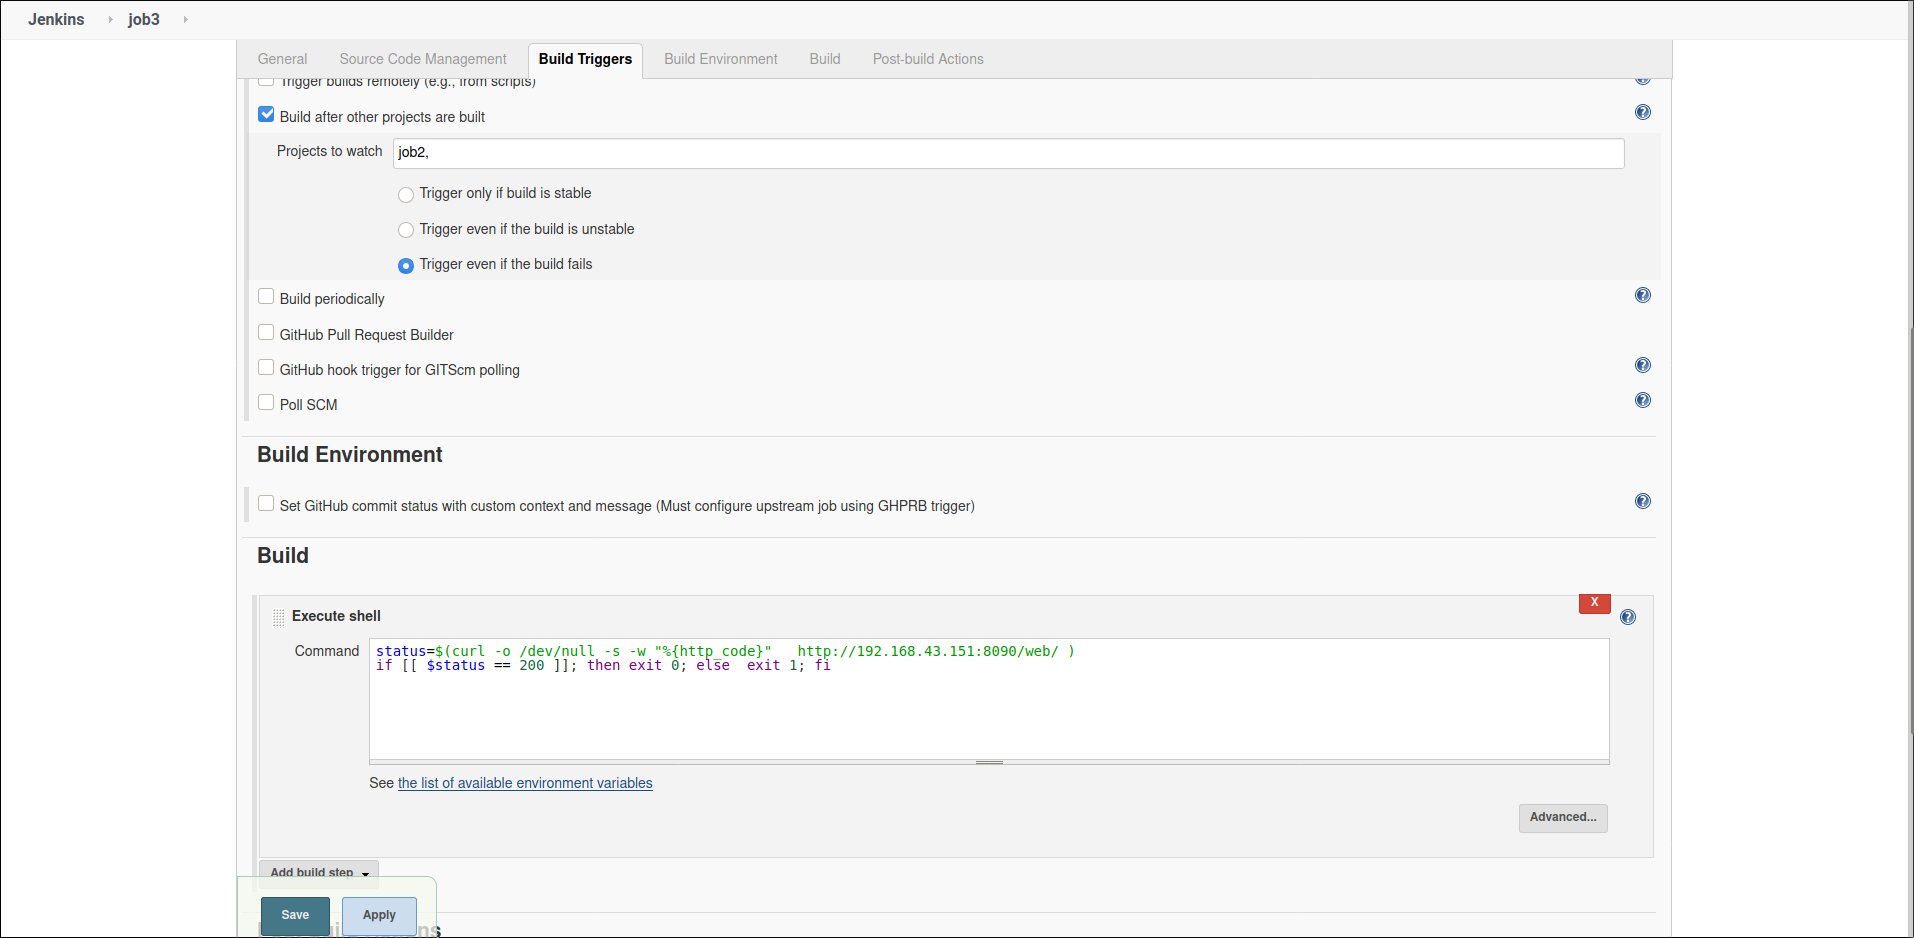 Jenkins job3
General Source Code Management Build Triggers Build Environment Build Post-build Actions
Trigger builds remotely (e.g., from scripts)
Build after other projects are built
Projects to watch job2,
Trigger only if build is stable
Trigger even if the build is unstable
Trigger even if the build fails
Build periodically
GitHub Pull Request Builder
GitHub hook trigger for GITScm polling
Poll SCM
Build Environment
Set GitHub commit status with custom context and message (Must configure upstream job using GHPRB trigger)
Build
X
Execute shell
Command status=$(curl -o /dev/null -s -w "%{http_code}"   http://192.168.43.151:8090/web/ )
if [[ $status == 200 ]]; then exit 0; else  exit 1; fi
See the list of available environment variables
Advanced...
Add build step
Save Apply